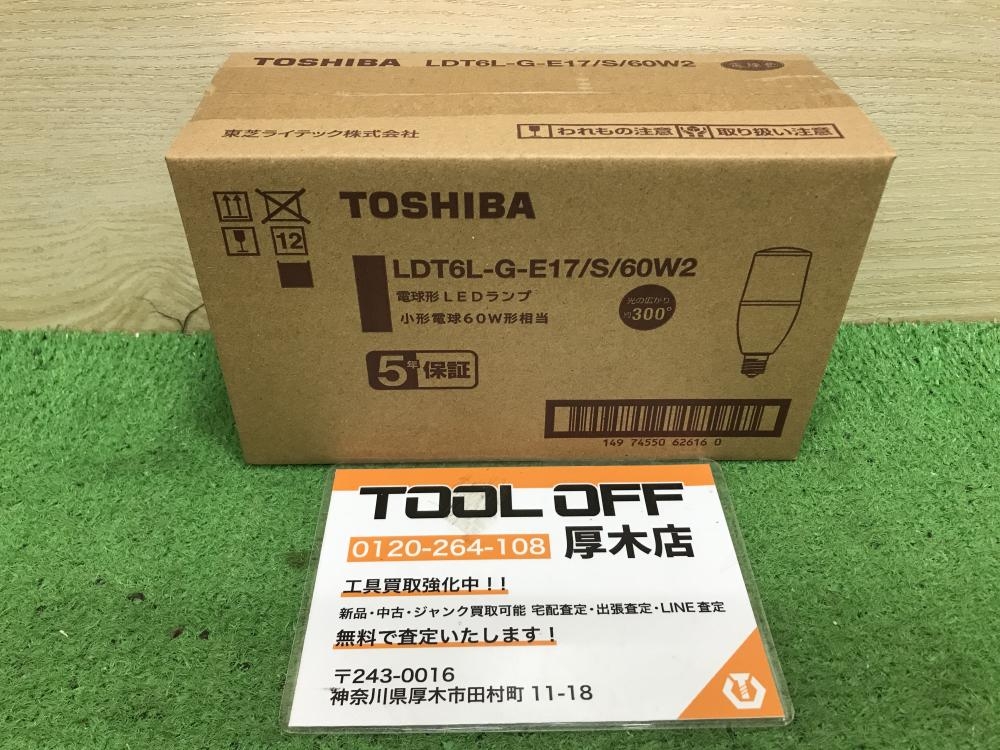 TOSHIBA LDT6L-G-E17/S/60W2 電球色
東芝ライテック株式会社
われもの注意 取り扱い注意
TOSHIBA
12
LDT6L-G-E17/S/60W2
電球形LEDランプ
小形電球60W形相当
光の広がり
約300°
5年保証
149 74550 62616 0
TOOL OFF
0120-264-108 厚木店
工具買取強化中!!
新品・中古・ジャンク買取可能 宅配査定・出張査定・LINE査定
無料で査定いたします!
〒243-0016
神奈川県厚木市田村町 11-18